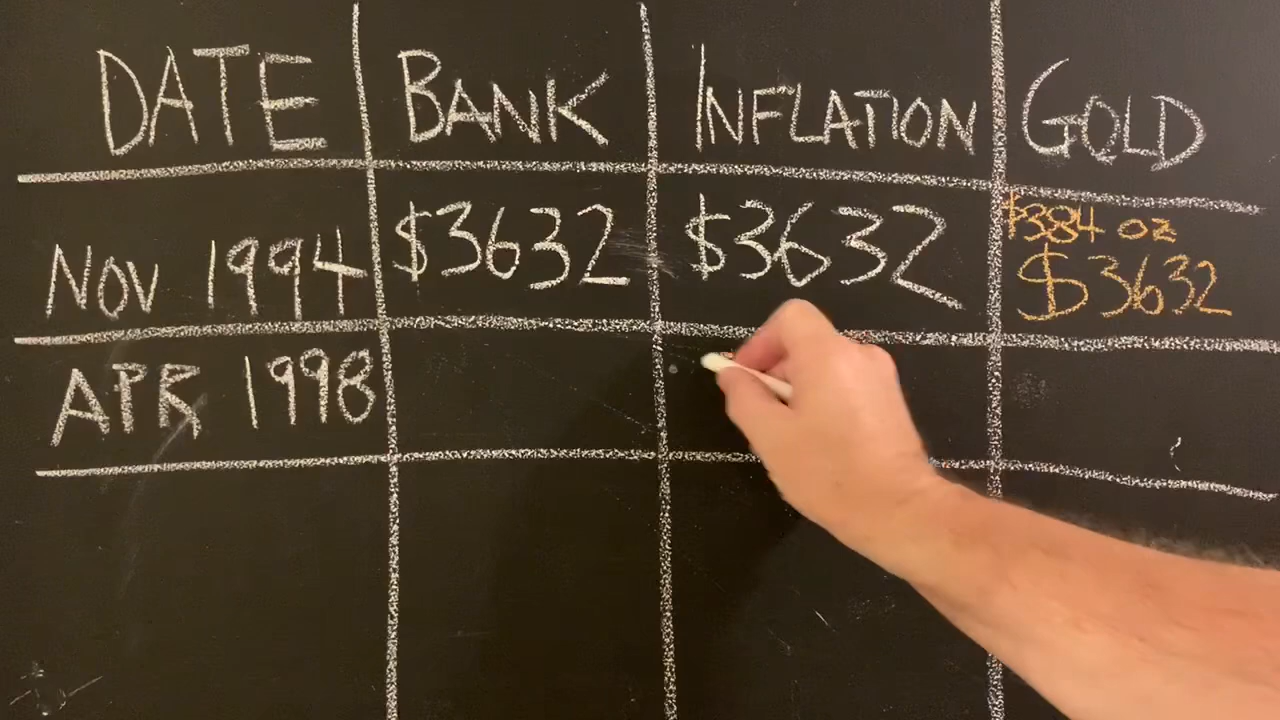 DATE BANK INFLATION GOLD
NOV 1994 $3632 $3632 $384 oz
$3632
APR 1998